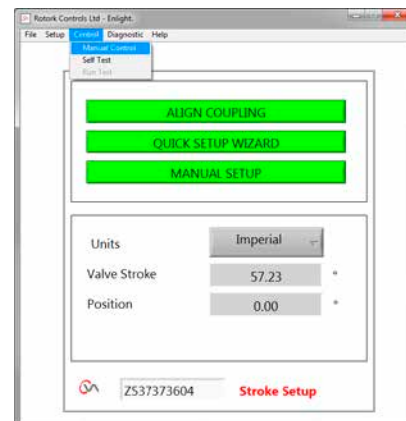 Rotork Controls Ltd - Enlight.
File Setup Control Diagnostic Help
Manual Control
Self Test
Run Test
ALIGN COUPLING
QUICK SETUP WIZARD
MANUAL SETUP
Units Imperial
Valve Stroke 57.23 °
Position 0.00 °
ZS37373604 Stroke Setup